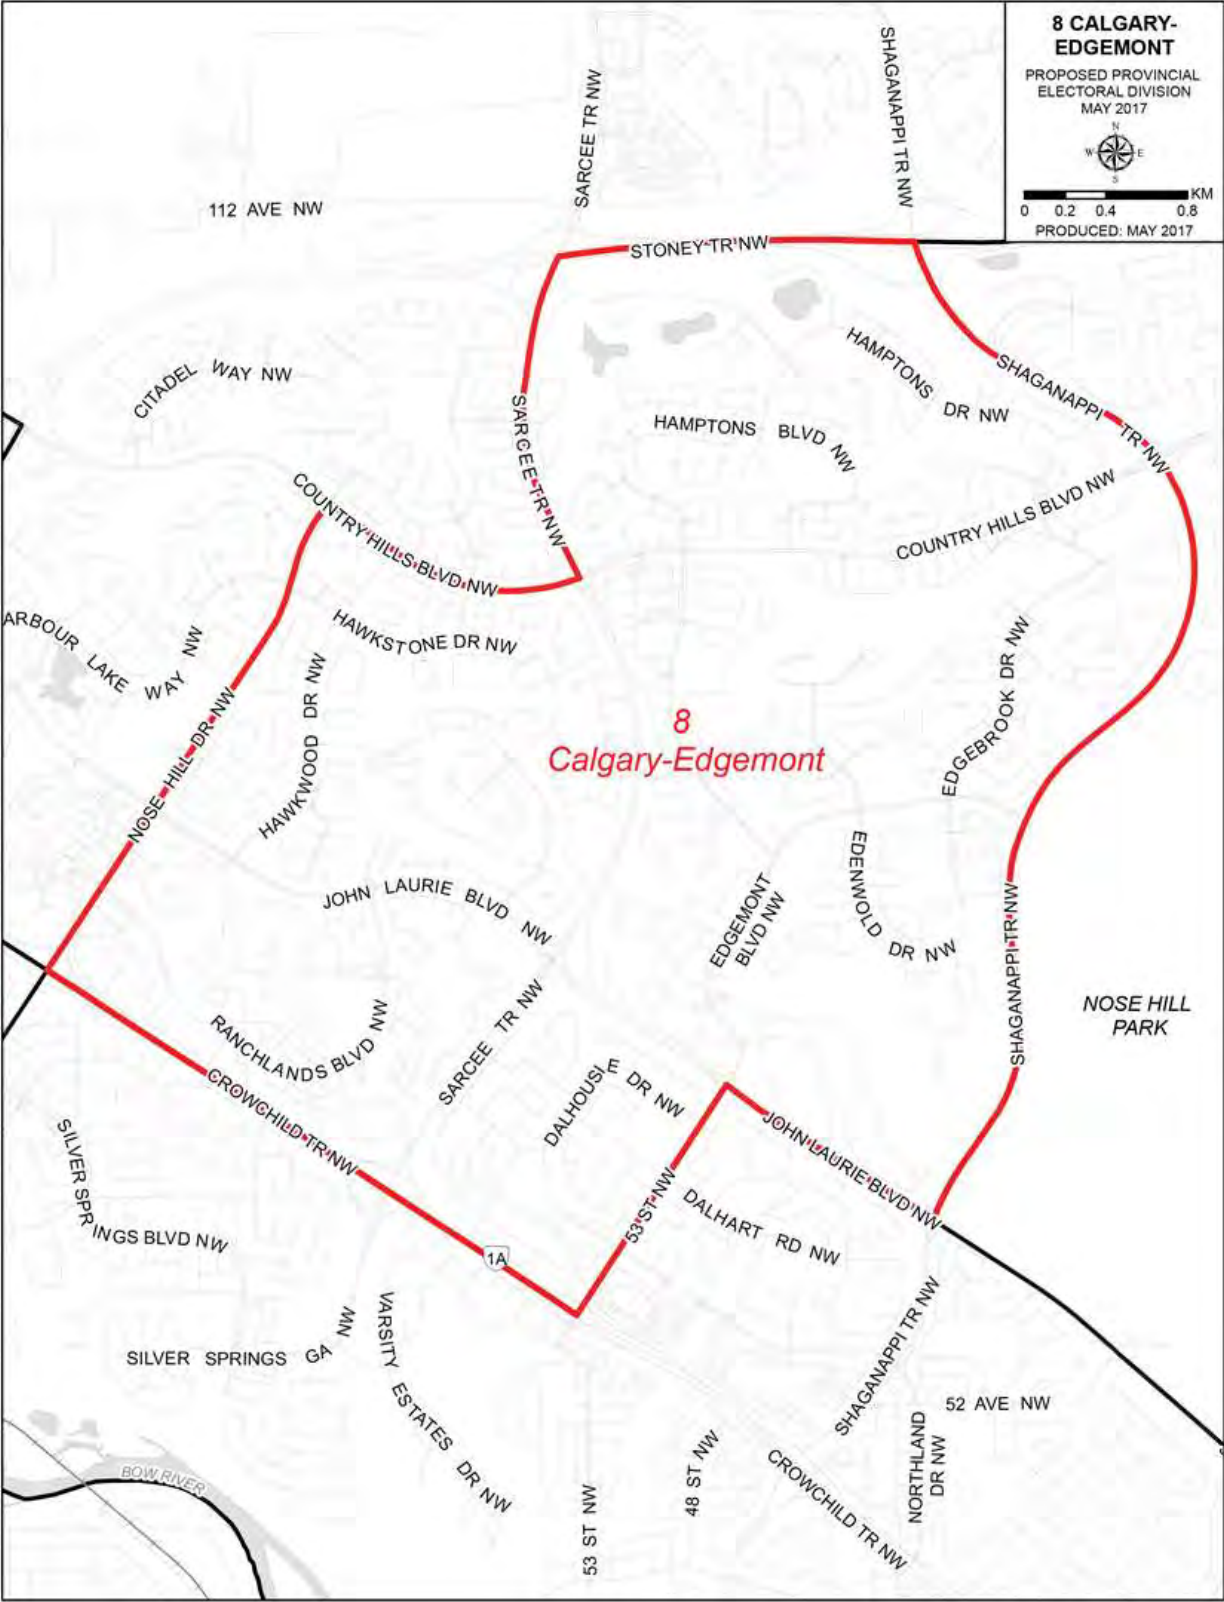 8 CALGARY-
EDGEMONT
PROPOSED PROVINCIAL
ELECTORAL DIVISION
MAY 2017
N
W E
S
KM
0 0.2 0.4 0.8
PRODUCED: MAY 2017
SARCEE TR NW
SHAGANAPPI TR NW
112 AVE NW
STONEY TR NW
HAMPTONS DR NW
SHAGANAPPI TR NW
CITADEL WAY NW
SARCEE TR NW
HAMPTONS BLVD NW
COUNTRY HILLS BLVD NW
COUNTRY HILLS BLVD NW
ARBOUR LAKE WAY NW
HAWKSTONE DR NW
HAWKWOOD DR NW
EDGEBROOK DR NW
NOSE HILL DR NW
8
Calgary-Edgemont
EDENWOLD DR NW
JOHN LAURIE BLVD NW
EDGEMONT
BLVD NW
SHAGANAPPI TR NW
NOSE HILL
PARK
RANCHLANDS BLVD NW
SARCEE TR NW
DALHOUSIE DR NW
CROWCHILD TR NW
JOHN LAURIE BLVD NW
SILVER SPRINGS BLVD NW
53 ST NW
DALHART RD NW
1A
SILVER SPRINGS GA NW
VARSITY ESTATES DR NW
SHAGANAPPI TR NW
52 AVE NW
NORTHLAND
DR NW
48 ST NW
CROWCHILD TR NW
53 ST NW
BOW RIVER